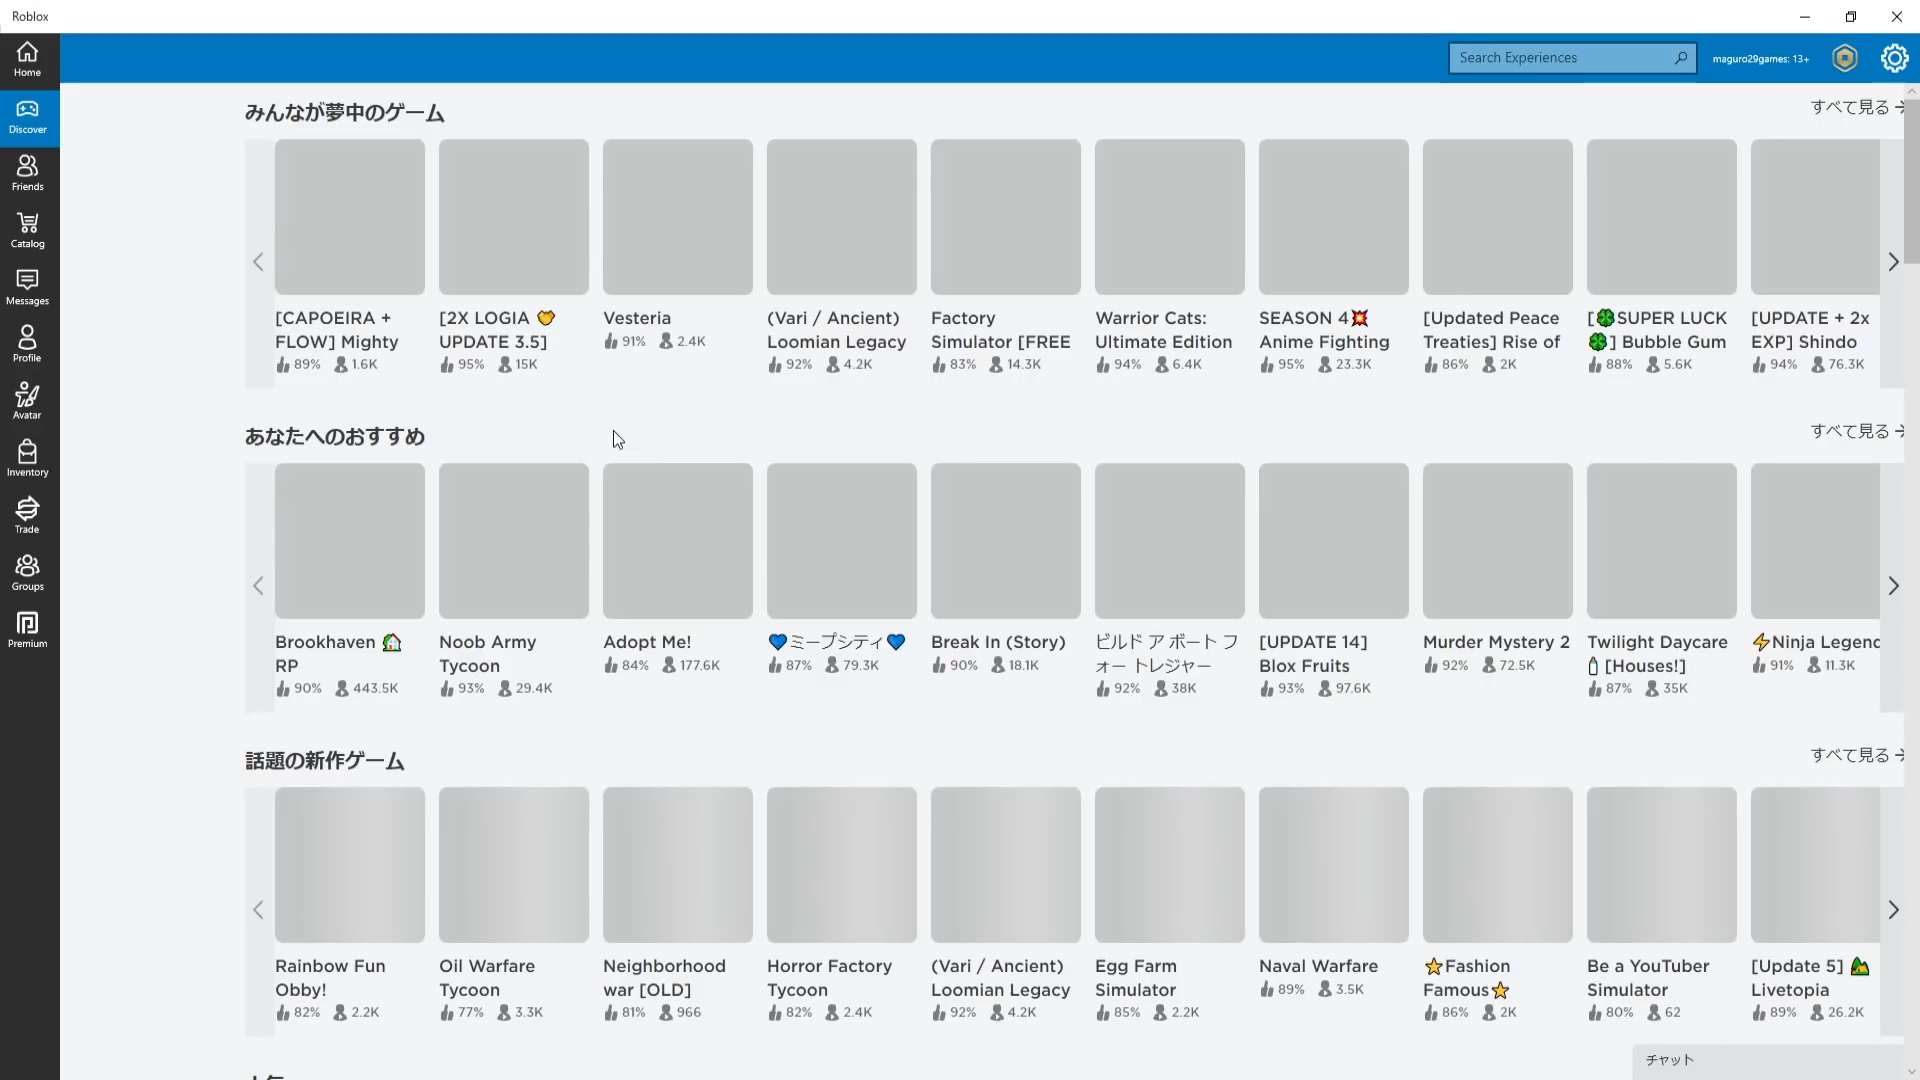 Roblox
Search Experiences
maguro29games: 13+
Home
Discover
Friends
Catalog
Messages
Profile
Avatar
Inventory
Trade
Groups
Premium
みんなが夢中のゲーム
すべて見る →
[CAPOEIRA +
FLOW] Mighty
89% 1.6K
[2X LOGIA
UPDATE 3.5]
95% 15K
Vesteria
91% 2.4K
(Vari / Ancient)
Loomian Legacy
92% 4.2K
Factory
Simulator [FREE
83% 14.3K
Warrior Cats:
Ultimate Edition
94% 6.4K
SEASON 4💥
Anime Fighting
95% 23.3K
[Updated Peace
Treaties] Rise of
86% 2K
[🍀SUPER LUCK
🍀] Bubble Gum
88% 5.6K
[UPDATE + 2x
EXP] Shindo
94% 76.3K
あなたへのおすすめ
すべて見る →
Brookhaven 🏡
RP
90% 443.5K
Noob Army
Tycoon
93% 29.4K
Adopt Me!
84% 177.6K
💙ミープシティ💙
87% 79.3K
Break In (Story)
90% 18.1K
ビルド ア ボート フ
ォー トレジャー
92% 38K
[UPDATE 14]
Blox Fruits
93% 97.6K
Murder Mystery 2
92% 72.5K
Twilight Daycare
🍼 [Houses!]
87% 35K
⚡Ninja Legend
91% 11.3K
話題の新作ゲーム
すべて見る →
Rainbow Fun
Obby!
82% 2.2K
Oil Warfare
Tycoon
77% 3.3K
Neighborhood
war [OLD]
81% 966
Horror Factory
Tycoon
82% 2.4K
(Vari / Ancient)
Loomian Legacy
92% 4.2K
Egg Farm
Simulator
85% 2.2K
Naval Warfare
89% 3.5K
⭐Fashion
Famous⭐
86% 2K
Be a YouTuber
Simulator
80% 62
[Update 5] 🏕
Livetopia
89% 26.2K
チャット